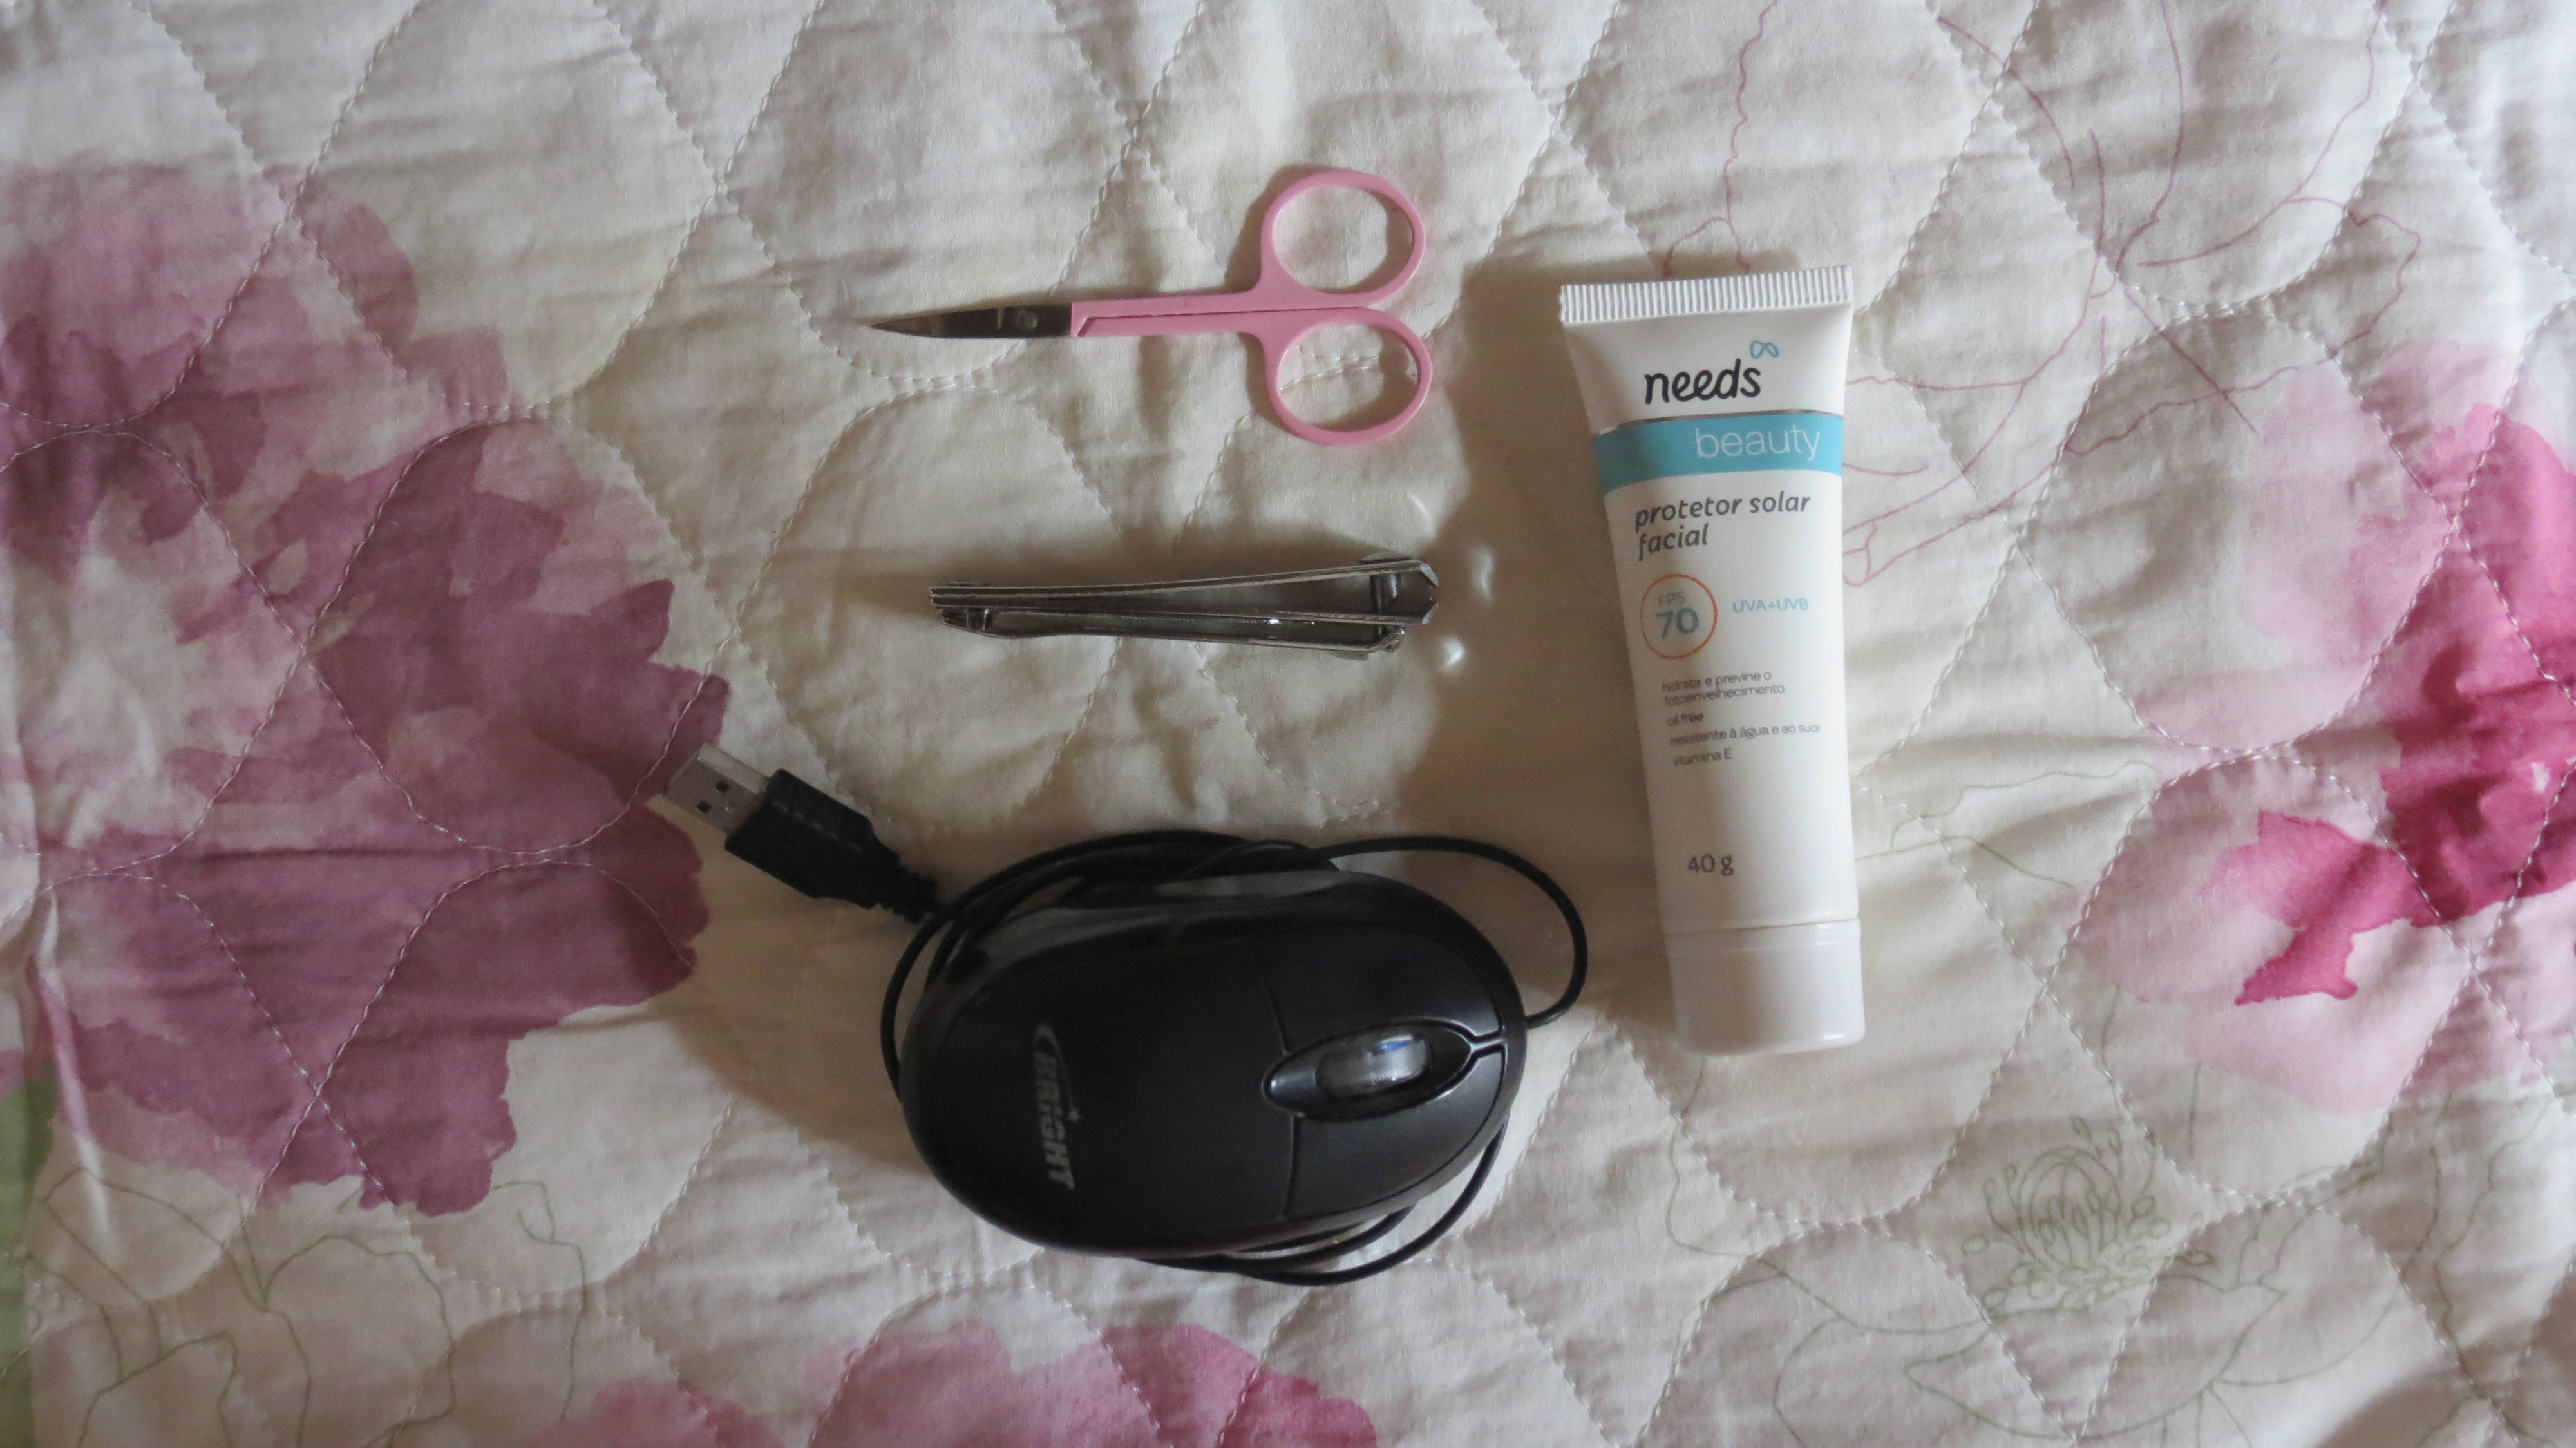 needs
beauty
protetor solar
facial
FPS
70
UVA+UVB
hidrata e previne o
fotoenvelhecimento
oil free
resistente à água e ao suor
vitamina E
40 g
BRIGHT